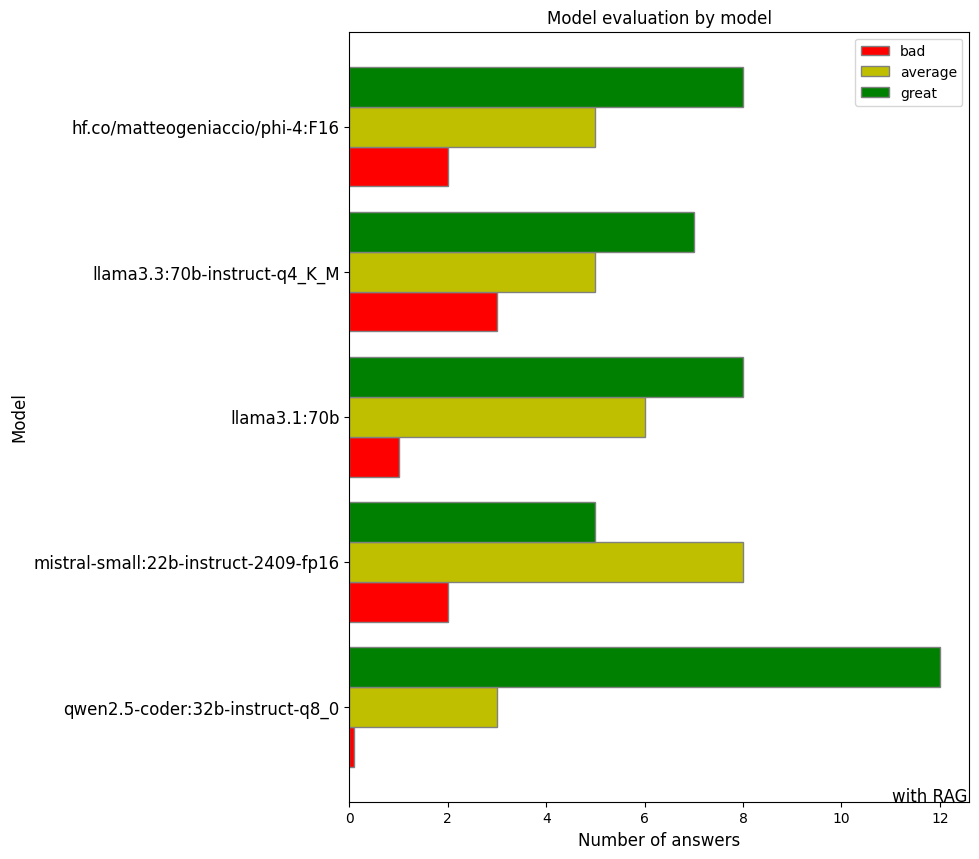 Model evaluation by model
bad
average
great
hf.co/matteogeniaccio/phi-4:F16
llama3.3:70b-instruct-q4_K_M
llama3.1:70b
mistral-small:22b-instruct-2409-fp16
qwen2.5-coder:32b-instruct-q8_0
Model
with RAG
0 2 4 6 8 10 12
Number of answers